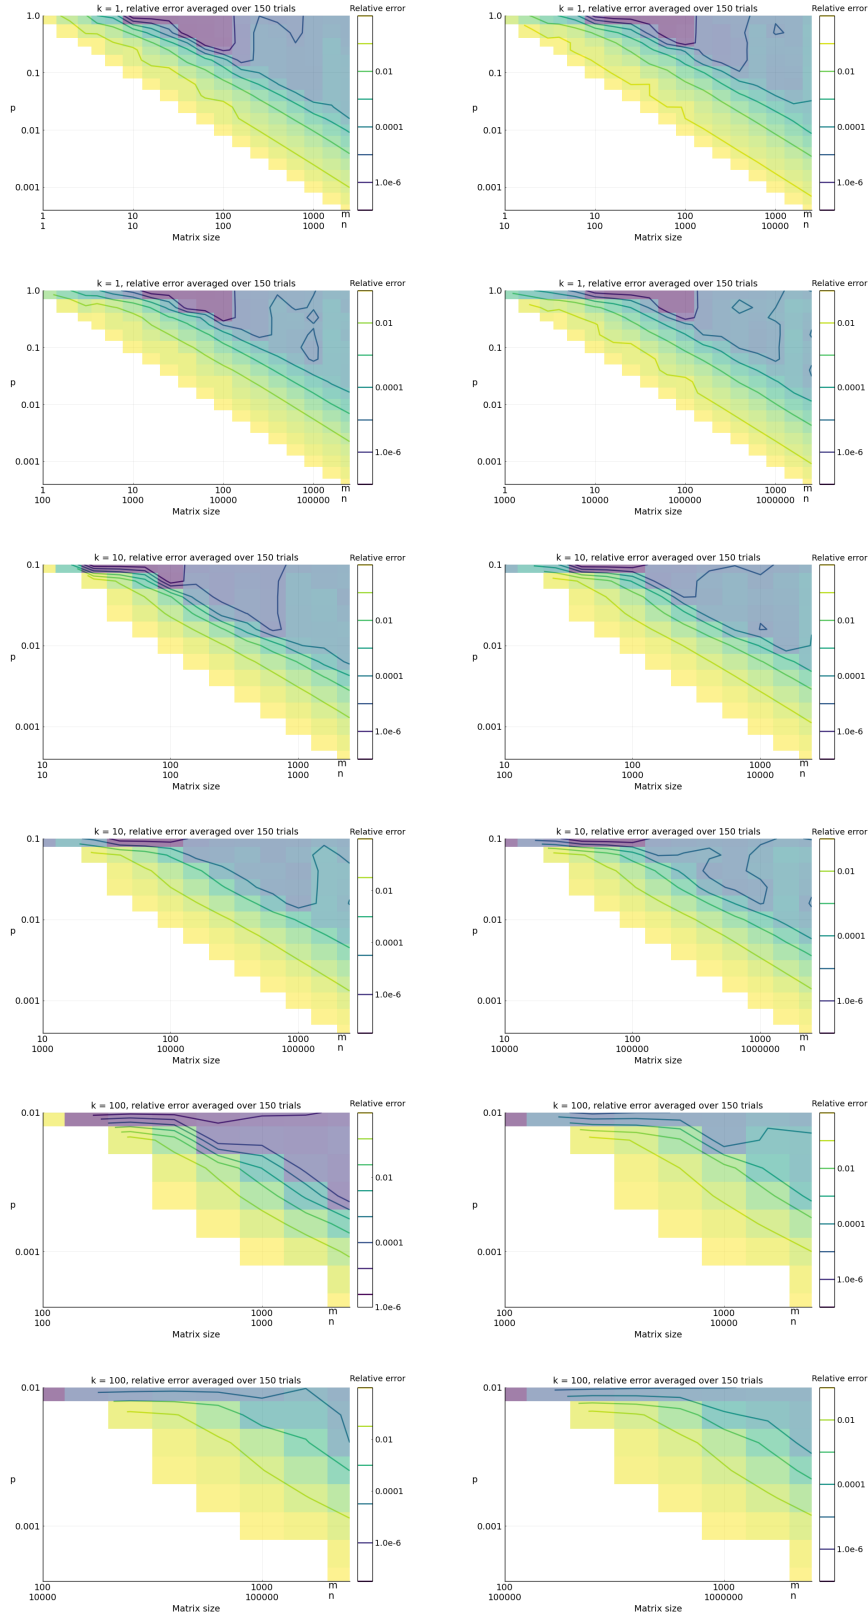 k = 1, relative error averaged over 150 trials
Relative error
1.0
0.1
0.01
0.001
p
1 10 100 1000 m
1 10 100 1000 n
Matrix size
0.01
0.0001
1.0e-6
k = 1, relative error averaged over 150 trials
Relative error
1.0
0.1
0.01
0.001
p
1 10 100 1000 m
10 100 1000 10000 n
Matrix size
0.01
0.0001
1.0e-6
k = 1, relative error averaged over 150 trials
Relative error
1.0
0.1
0.01
0.001
p
1 10 100 1000 m
100 1000 10000 100000 n
Matrix size
0.01
0.0001
1.0e-6
k = 1, relative error averaged over 150 trials
Relative error
1.0
0.1
0.01
0.001
p
1 10 100 1000 m
1000 10000 100000 1000000 n
Matrix size
0.01
0.0001
1.0e-6
k = 10, relative error averaged over 150 trials
Relative error
0.1
0.01
0.001
p
10 100 1000 m
10 100 1000 n
Matrix size
0.01
0.0001
1.0e-6
k = 10, relative error averaged over 150 trials
Relative error
0.1
0.01
0.001
p
10 100 1000 m
100 1000 10000 n
Matrix size
0.01
0.0001
1.0e-6
k = 10, relative error averaged over 150 trials
Relative error
0.1
0.01
0.001
p
10 100 1000 m
1000 10000 100000 n
Matrix size
0.01
0.0001
1.0e-6
k = 10, relative error averaged over 150 trials
Relative error
0.1
0.01
0.001
p
10 100 1000 m
10000 100000 1000000 n
Matrix size
0.01
0.0001
1.0e-6
k = 100, relative error averaged over 150 trials
Relative error
0.01
0.001
p
100 1000 m
100 1000 n
Matrix size
0.01
0.0001
1.0e-6
k = 100, relative error averaged over 150 trials
Relative error
0.01
0.001
p
100 1000 m
1000 10000 n
Matrix size
0.01
0.0001
1.0e-6
k = 100, relative error averaged over 150 trials
Relative error
0.01
0.001
p
100 1000 m
10000 100000 n
Matrix size
0.01
0.0001
1.0e-6
k = 100, relative error averaged over 150 trials
Relative error
0.01
0.001
p
100 1000 m
100000 1000000 n
Matrix size
0.01
0.0001
1.0e-6